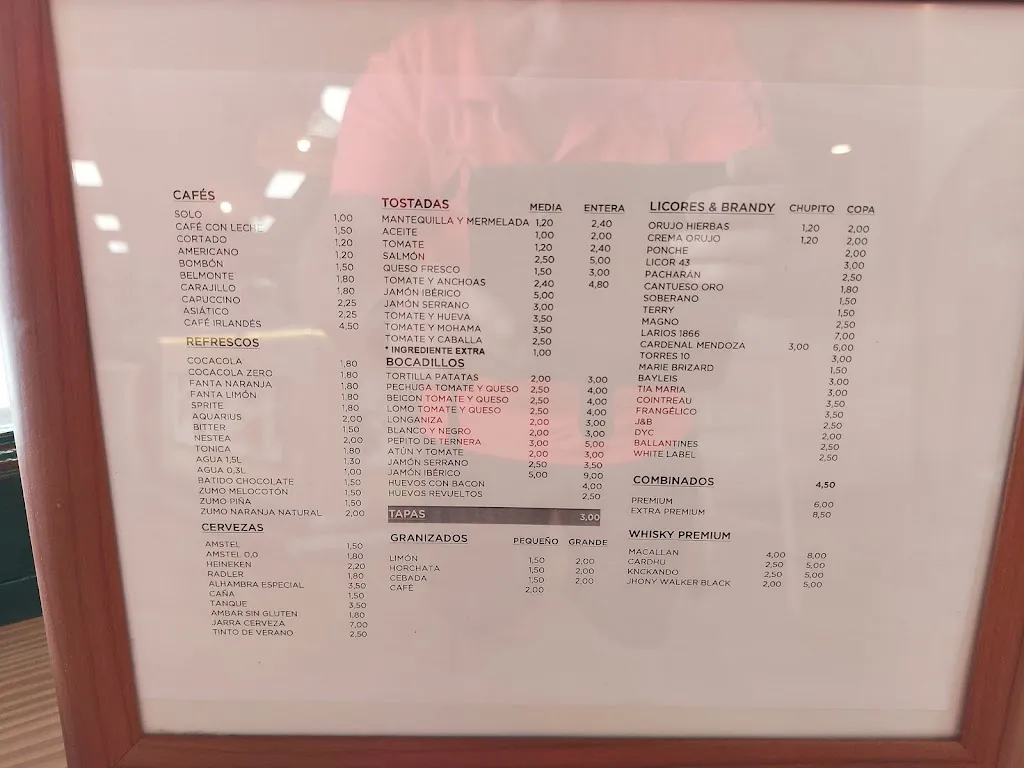 CAFÉS
SOLO 1,00
CAFÉ CON LECHE 1,50
CORTADO 1,20
AMERICANO 1,20
BOMBÓN 1,50
BELMONTE 1,80
CARAJILLO 1,80
CAPUCCINO 2,25
ASIÁTICO 2,25
CAFÉ IRLANDÉS 4,50
REFRESCOS
COCACOLA 1,80
COCACOLA ZERO 1,80
FANTA NARANJA 1,80
FANTA LIMÓN 1,80
SPRITE 1,80
AQUARIUS 2,00
BITTER 1,50
NESTEA 2,00
TONICA 1,80
AGUA 1,5L 1,30
AGUA 0,3L 1,00
BATIDO CHOCOLATE 1,50
ZUMO MELOCOTÓN 1,50
ZUMO PIÑA 1,50
ZUMO NARANJA NATURAL 2,00
CERVEZAS
AMSTEL 1,50
AMSTEL 0,0 1,80
HEINEKEN 2,20
RADLER 1,80
ALHAMBRA ESPECIAL 3,50
CAÑA 1,50
TANQUE 3,50
AMBAR SIN GLUTEN 1,80
JARRA CERVEZA 7,00
TINTO DE VERANO 2,50
TOSTADAS MEDIA ENTERA
MANTEQUILLA Y MERMELADA 1,20 2,40
ACEITE 1,00 2,00
TOMATE 1,20 2,40
SALMÓN 2,50 5,00
QUESO FRESCO 1,50 3,00
TOMATE Y ANCHOAS 2,40 4,80
JAMÓN IBÉRICO 5,00
JAMÓN SERRANO 3,00
TOMATE Y HUEVA 3,50
TOMATE Y MOHAMA 3,50
TOMATE Y CABALLA 2,50
* INGREDIENTE EXTRA 1,00
BOCADILLOS
TORTILLA PATATAS 2,00 3,00
PECHUGA TOMATE Y QUESO 2,50 4,00
BEICON TOMATE Y QUESO 2,50 4,00
LOMO TOMATE Y QUESO 2,50 4,00
LONGANIZA 2,00 3,00
BLANCO Y NEGRO 2,00 3,00
PEPITO DE TERNERA 3,00 5,00
ATÚN Y TOMATE 2,00 3,00
JAMÓN SERRANO 2,50 3,50
JAMÓN IBÉRICO 5,00 9,00
HUEVOS CON BACON 4,00
HUEVOS REVUELTOS 2,50
TAPAS 3,00
GRANIZADOS PEQUEÑO GRANDE
LIMÓN 1,50 2,00
HORCHATA 1,50 2,00
CEBADA 1,50 2,00
CAFÉ 2,00
LICORES & BRANDY CHUPITO COPA
ORUJO HIERBAS 1,20 2,00
CREMA ORUJO 1,20 2,00
PONCHE 2,00
LICOR 43 3,00
PACHARÁN 2,50
CANTUESO ORO 1,80
SOBERANO 1,50
TERRY 1,50
MAGNO 2,50
LARIOS 1866 7,00
CARDENAL MENDOZA 3,00 6,00
TORRES 10 3,00
MARIE BRIZARD 1,50
BAYLEIS 3,00
TIA MARIA 3,00
COINTREAU 3,50
FRANGÉLICO 3,50
J&B 2,50
DYC 2,00
BALLANTINES 2,50
WHITE LABEL 2,50
COMBINADOS 4,50
PREMIUM 6,00
EXTRA PREMIUM 8,50
WHISKY PREMIUM
MACALLAN 4,00 8,00
CARDHU 2,50 5,00
KNCKANDO 2,50 5,00
JHONY WALKER BLACK 2,00 5,00